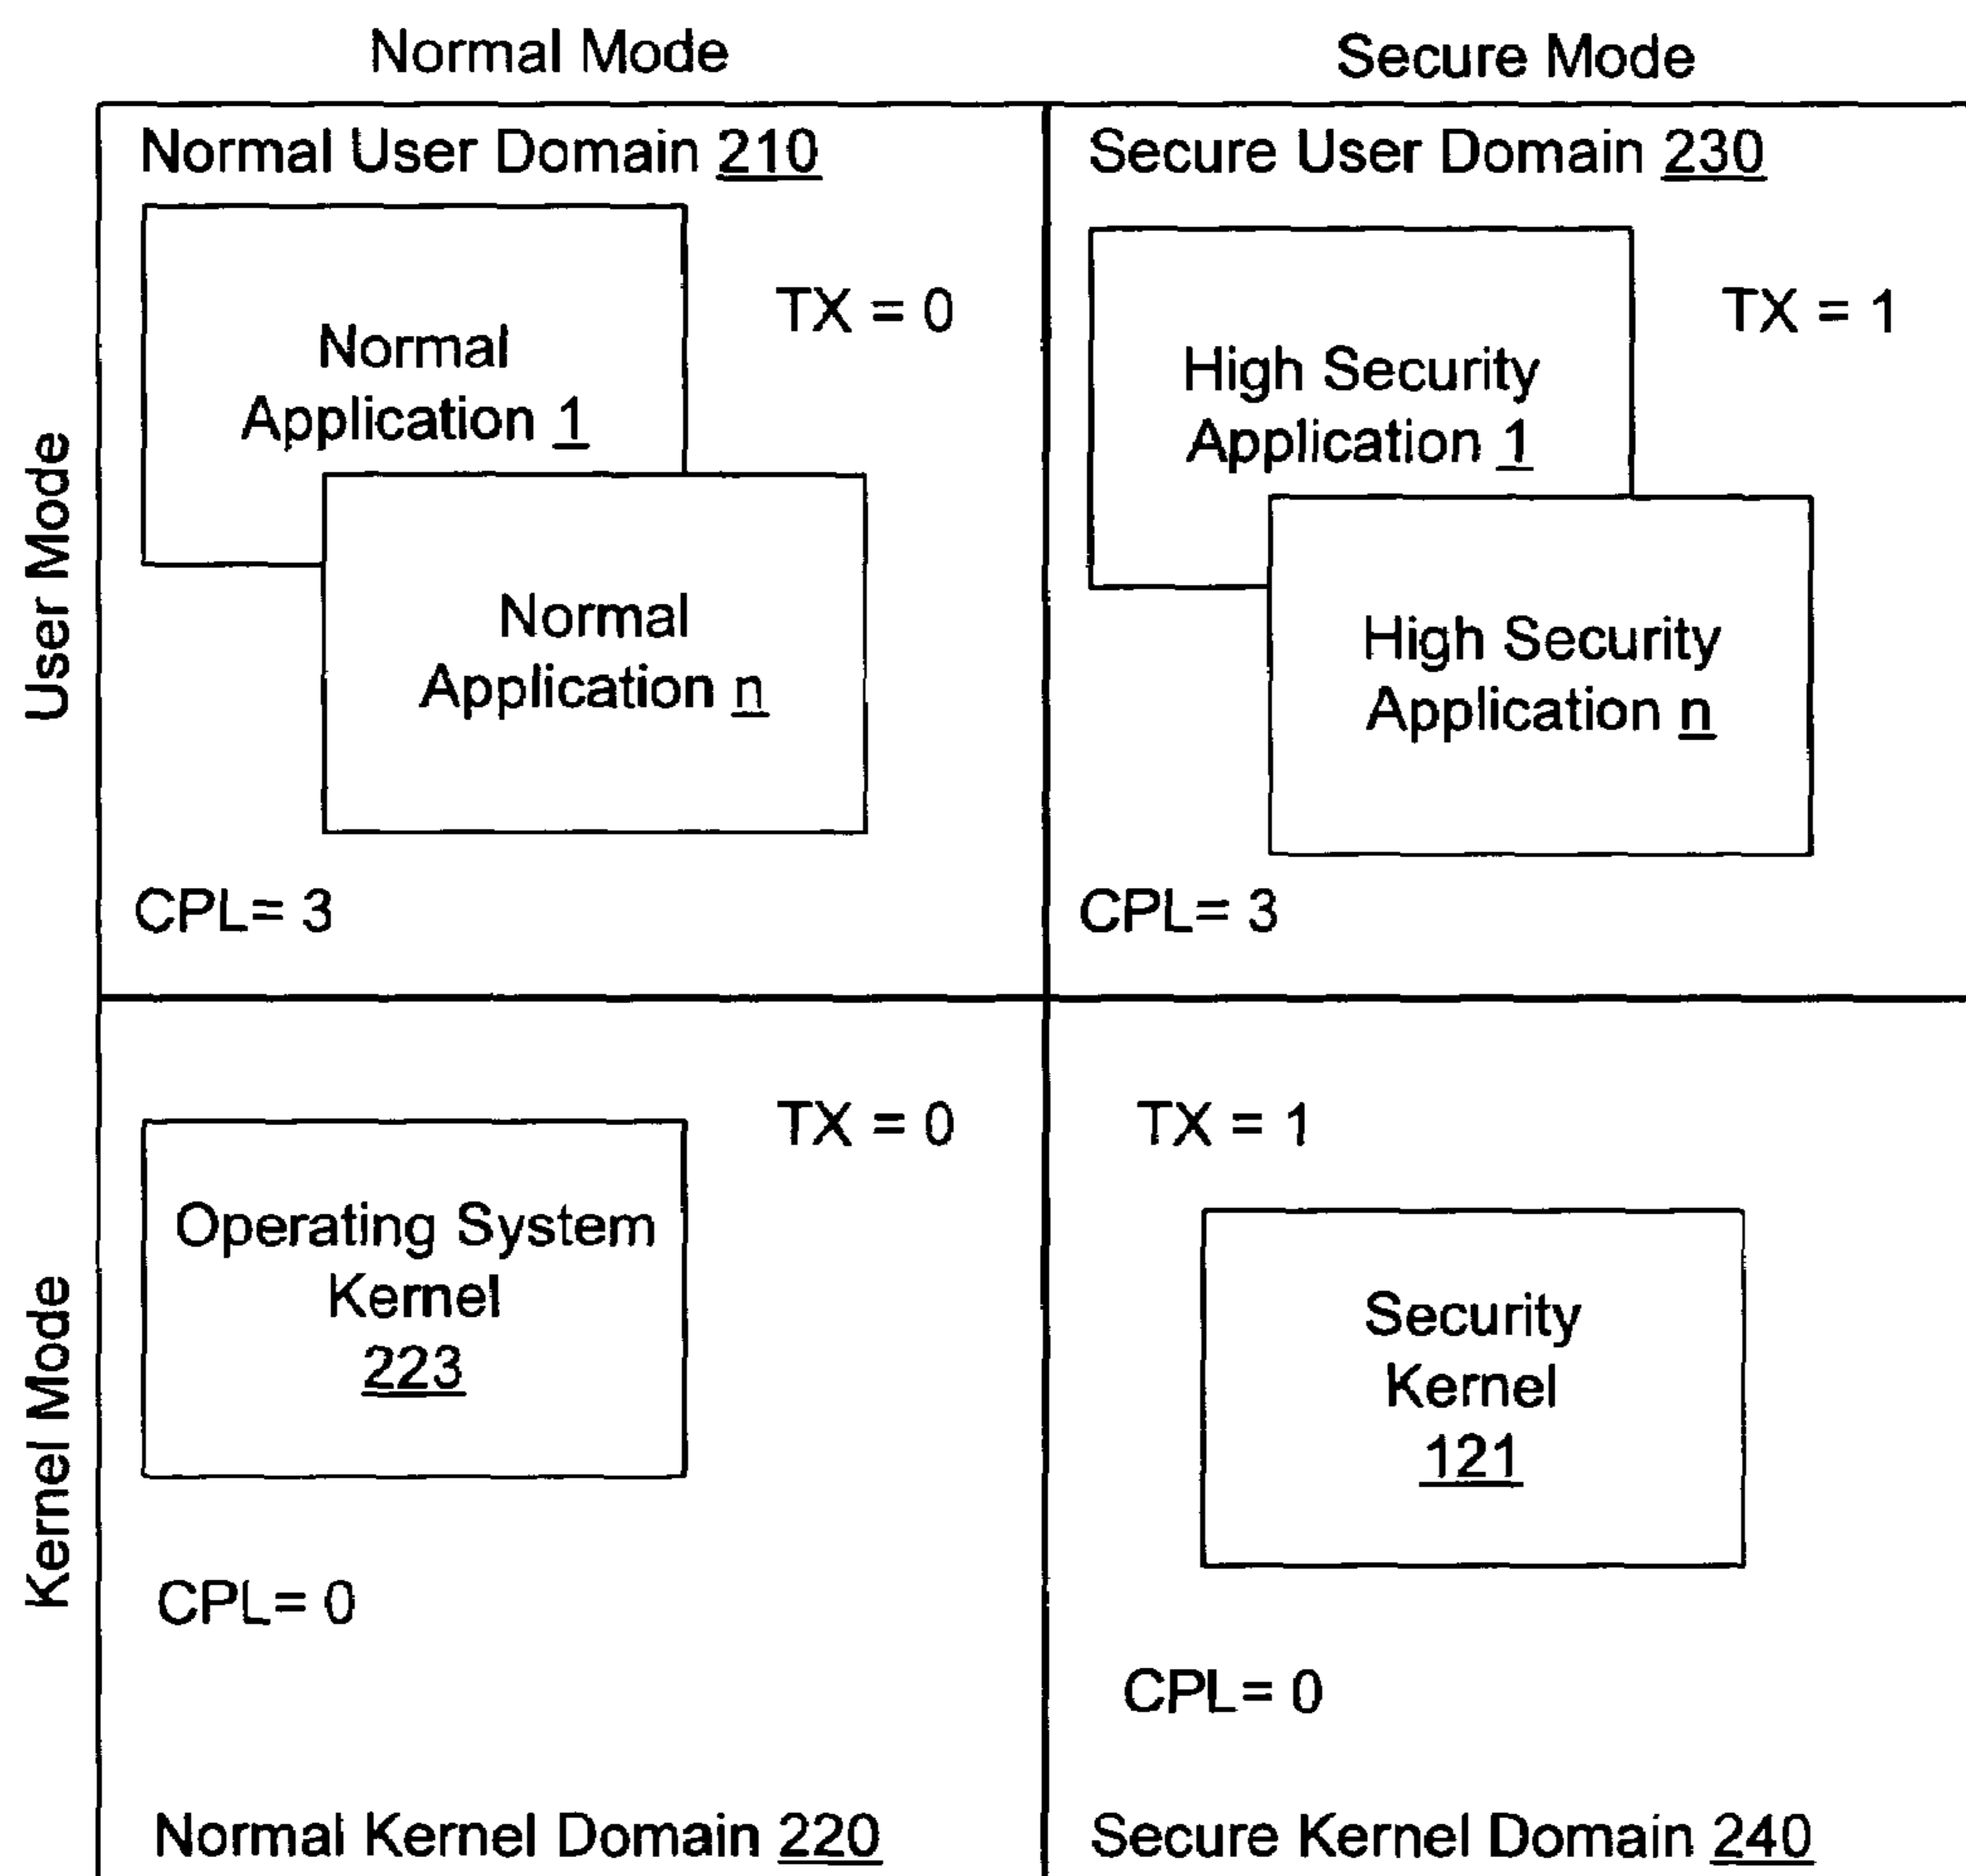 Normal Mode
Secure Mode
User Mode
Normal User Domain 210
Normal
Application 1
TX = 0
Normal
Application n
CPL= 3
Secure User Domain 230
High Security
Application 1
TX = 1
High Security
Application n
CPL= 3
Kernel Mode
TX = 0
Operating System
Kernel
223
CPL= 0
Normal Kernel Domain 220
TX = 1
Security
Kernel
121
CPL= 0
Secure Kernel Domain 240